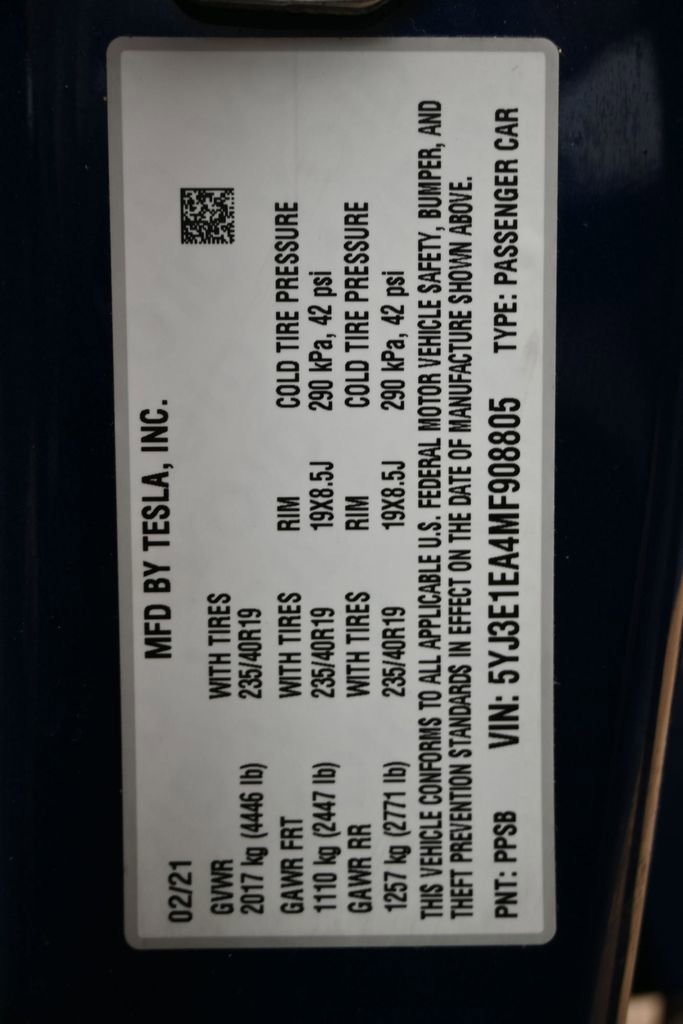 MFD BY TESLA, INC.
02/21
GVWR WITH TIRES
2017 kg (4446 lb) 235/40R19
GAWR FRT WITH TIRES RIM COLD TIRE PRESSURE
1110 kg (2447 lb) 235/40R19 19X8.5J 290 kPa, 42 psi
GAWR RR WITH TIRES RIM COLD TIRE PRESSURE
1257 kg (2771 lb) 235/40R19 19X8.5J 290 kPa, 42 psi
THIS VEHICLE CONFORMS TO ALL APPLICABLE U.S. FEDERAL MOTOR VEHICLE SAFETY, BUMPER, AND
THEFT PREVENTION STANDARDS IN EFFECT ON THE DATE OF MANUFACTURE SHOWN ABOVE.
PNT: PPSB VIN: 5YJ3E1EA4MF908805 TYPE: PASSENGER CAR